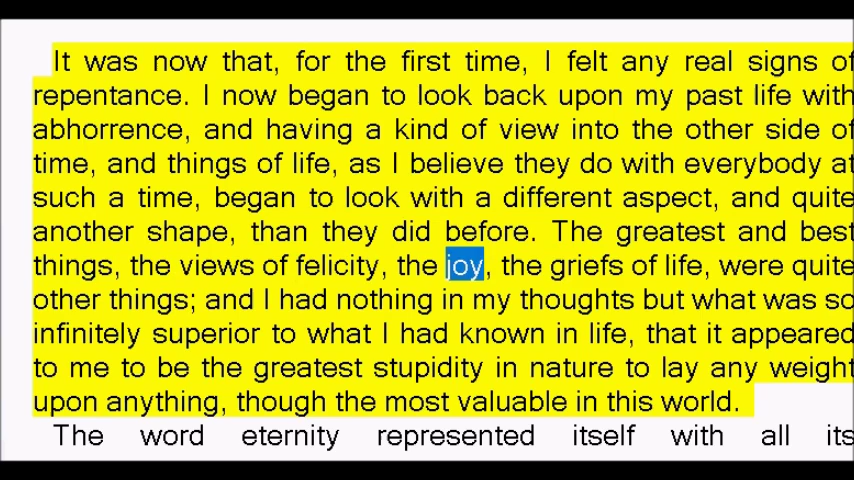 It was now that, for the first time, I felt any real signs of
repentance. I now began to look back upon my past life with
abhorrence, and having a kind of view into the other side of
time, and things of life, as I believe they do with everybody at
such a time, began to look with a different aspect, and quite
another shape, than they did before. The greatest and best
things, the views of felicity, the joy, the griefs of life, were quite
other things; and I had nothing in my thoughts but what was so
infinitely superior to what I had known in life, that it appeared
to me to be the greatest stupidity in nature to lay any weight
upon anything, though the most valuable in this world.
The word eternity represented itself with all its